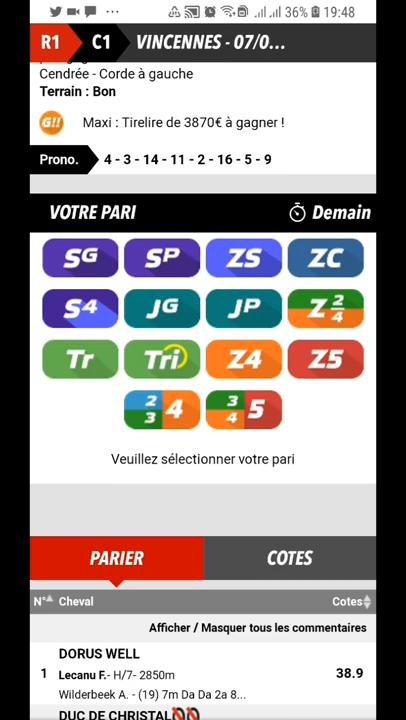 36% 19:48
R1 C1 VINCENNES - 07/0...
Cendrée - Corde à gauche
Terrain : Bon
G!! Maxi : Tirelire de 3870€ à gagner !
Prono. 4 - 3 - 14 - 11 - 2 - 16 - 5 - 9
VOTRE PARI Demain
SG SP ZS ZC
S4 JG JP Z 2/4
Tr Tri Z4 Z5
2/3 4 3/4 5
Veuillez sélectionner votre pari
PARIER COTES
N° Cheval Cotes
Afficher / Masquer tous les commentaires
DORUS WELL
1 Lecanu F.- H/7- 2850m 38.9
Wilderbeek A. - (19) 7m Da Da 2a 8...
DUC DE CHRISTAL